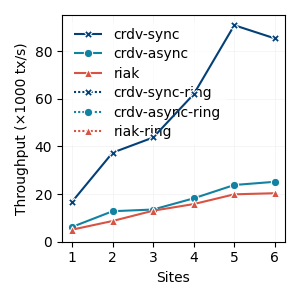 crdv-sync
crdv-async
riak
crdv-sync-ring
crdv-async-ring
riak-ring
Throughput (×1000 tx/s)
80
60
40
20
0
1 2 3 4 5 6
Sites